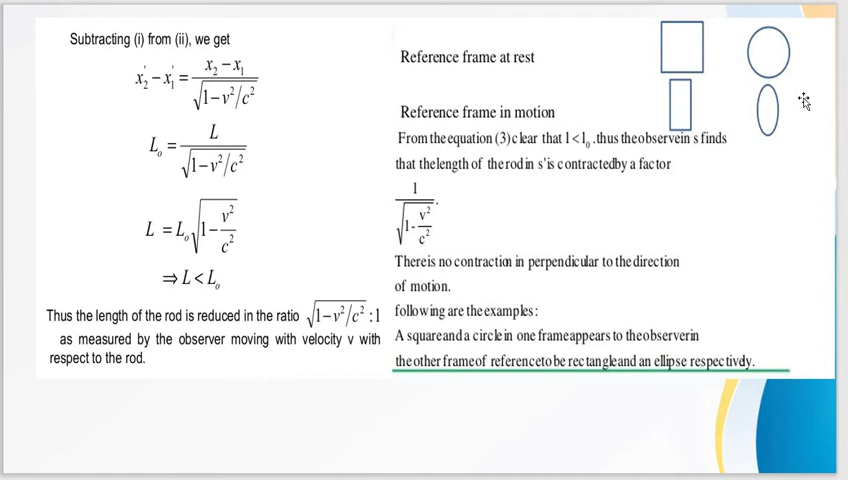 Subtracting (i) from (ii), we get
x₂' − x₁' = (x₂ − x₁) / √(1 − v²/c²)
Lₒ = L / √(1 − v²/c²)
L = Lₒ √(1 − v²/c²)
⇒ L < Lₒ
Thus the length of the rod is reduced in the ratio √(1 − v²/c²) : 1
as measured by the observer moving with velocity v with
respect to the rod.
Reference frame at rest
Reference frame in motion
From the equation (3) clear that l < l₀ .thus the observein s finds
that the length of the rod in s' is contracted by a factor
1 / √(1 - v²/c²).
There is no contraction in perpendicular to the direction
of motion.
following are the examples:
A square and a circle in one frame appears to the observer in
the other frame of reference to be rectangle and an ellipse respectively.